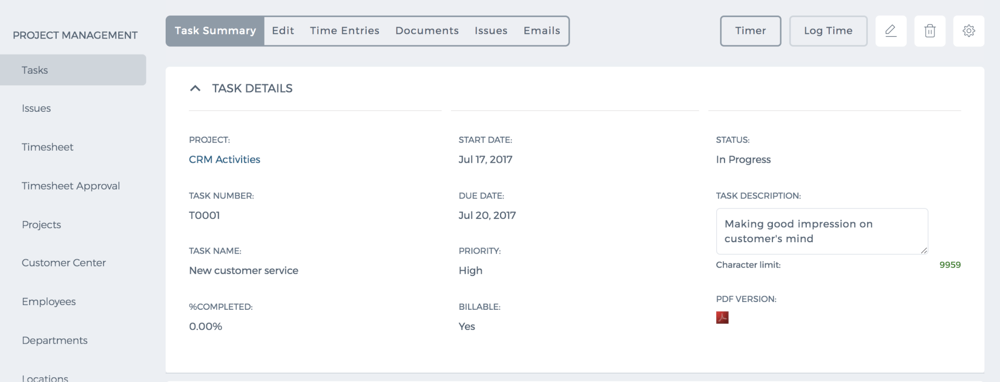 PROJECT MANAGEMENT
Tasks
Issues
Timesheet
Timesheet Approval
Projects
Customer Center
Employees
Departments
Locations
Task Summary
Edit
Time Entries
Documents
Issues
Emails
Timer
Log Time
TASK DETAILS
PROJECT:
CRM Activities
TASK NUMBER:
T0001
TASK NAME:
New customer service
%COMPLETED:
0.00%
START DATE:
Jul 17, 2017
DUE DATE:
Jul 20, 2017
PRIORITY:
High
BILLABLE:
Yes
STATUS:
In Progress
TASK DESCRIPTION:
Making good impression on
customer's mind
Character limit:
9959
PDF VERSION: